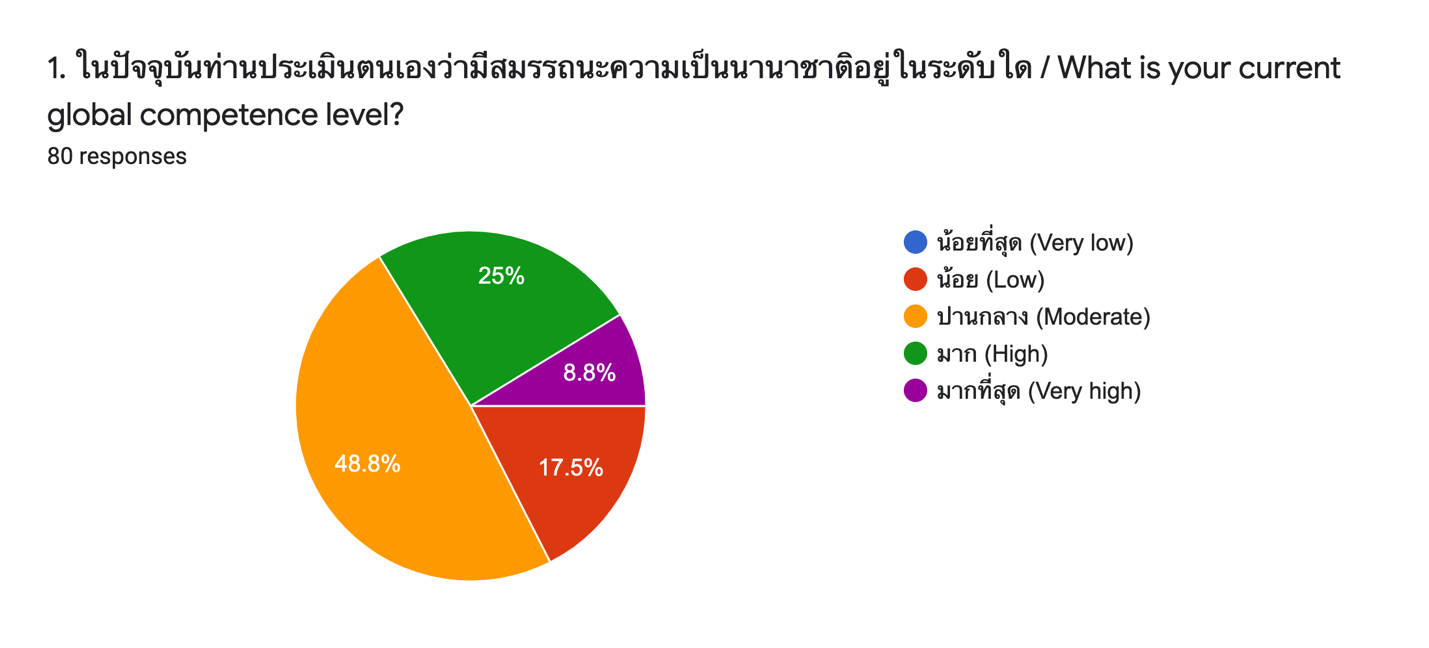 1. ในปัจจุบันท่านประเมินตนเองว่ามีสมรรถนะความเป็นนานาชาติอยู่ในระดับใด / What is your current
global competence level?
80 responses
25%
8.8%
48.8%
17.5%
น้อยที่สุด (Very low)
น้อย (Low)
ปานกลาง (Moderate)
มาก (High)
มากที่สุด (Very high)